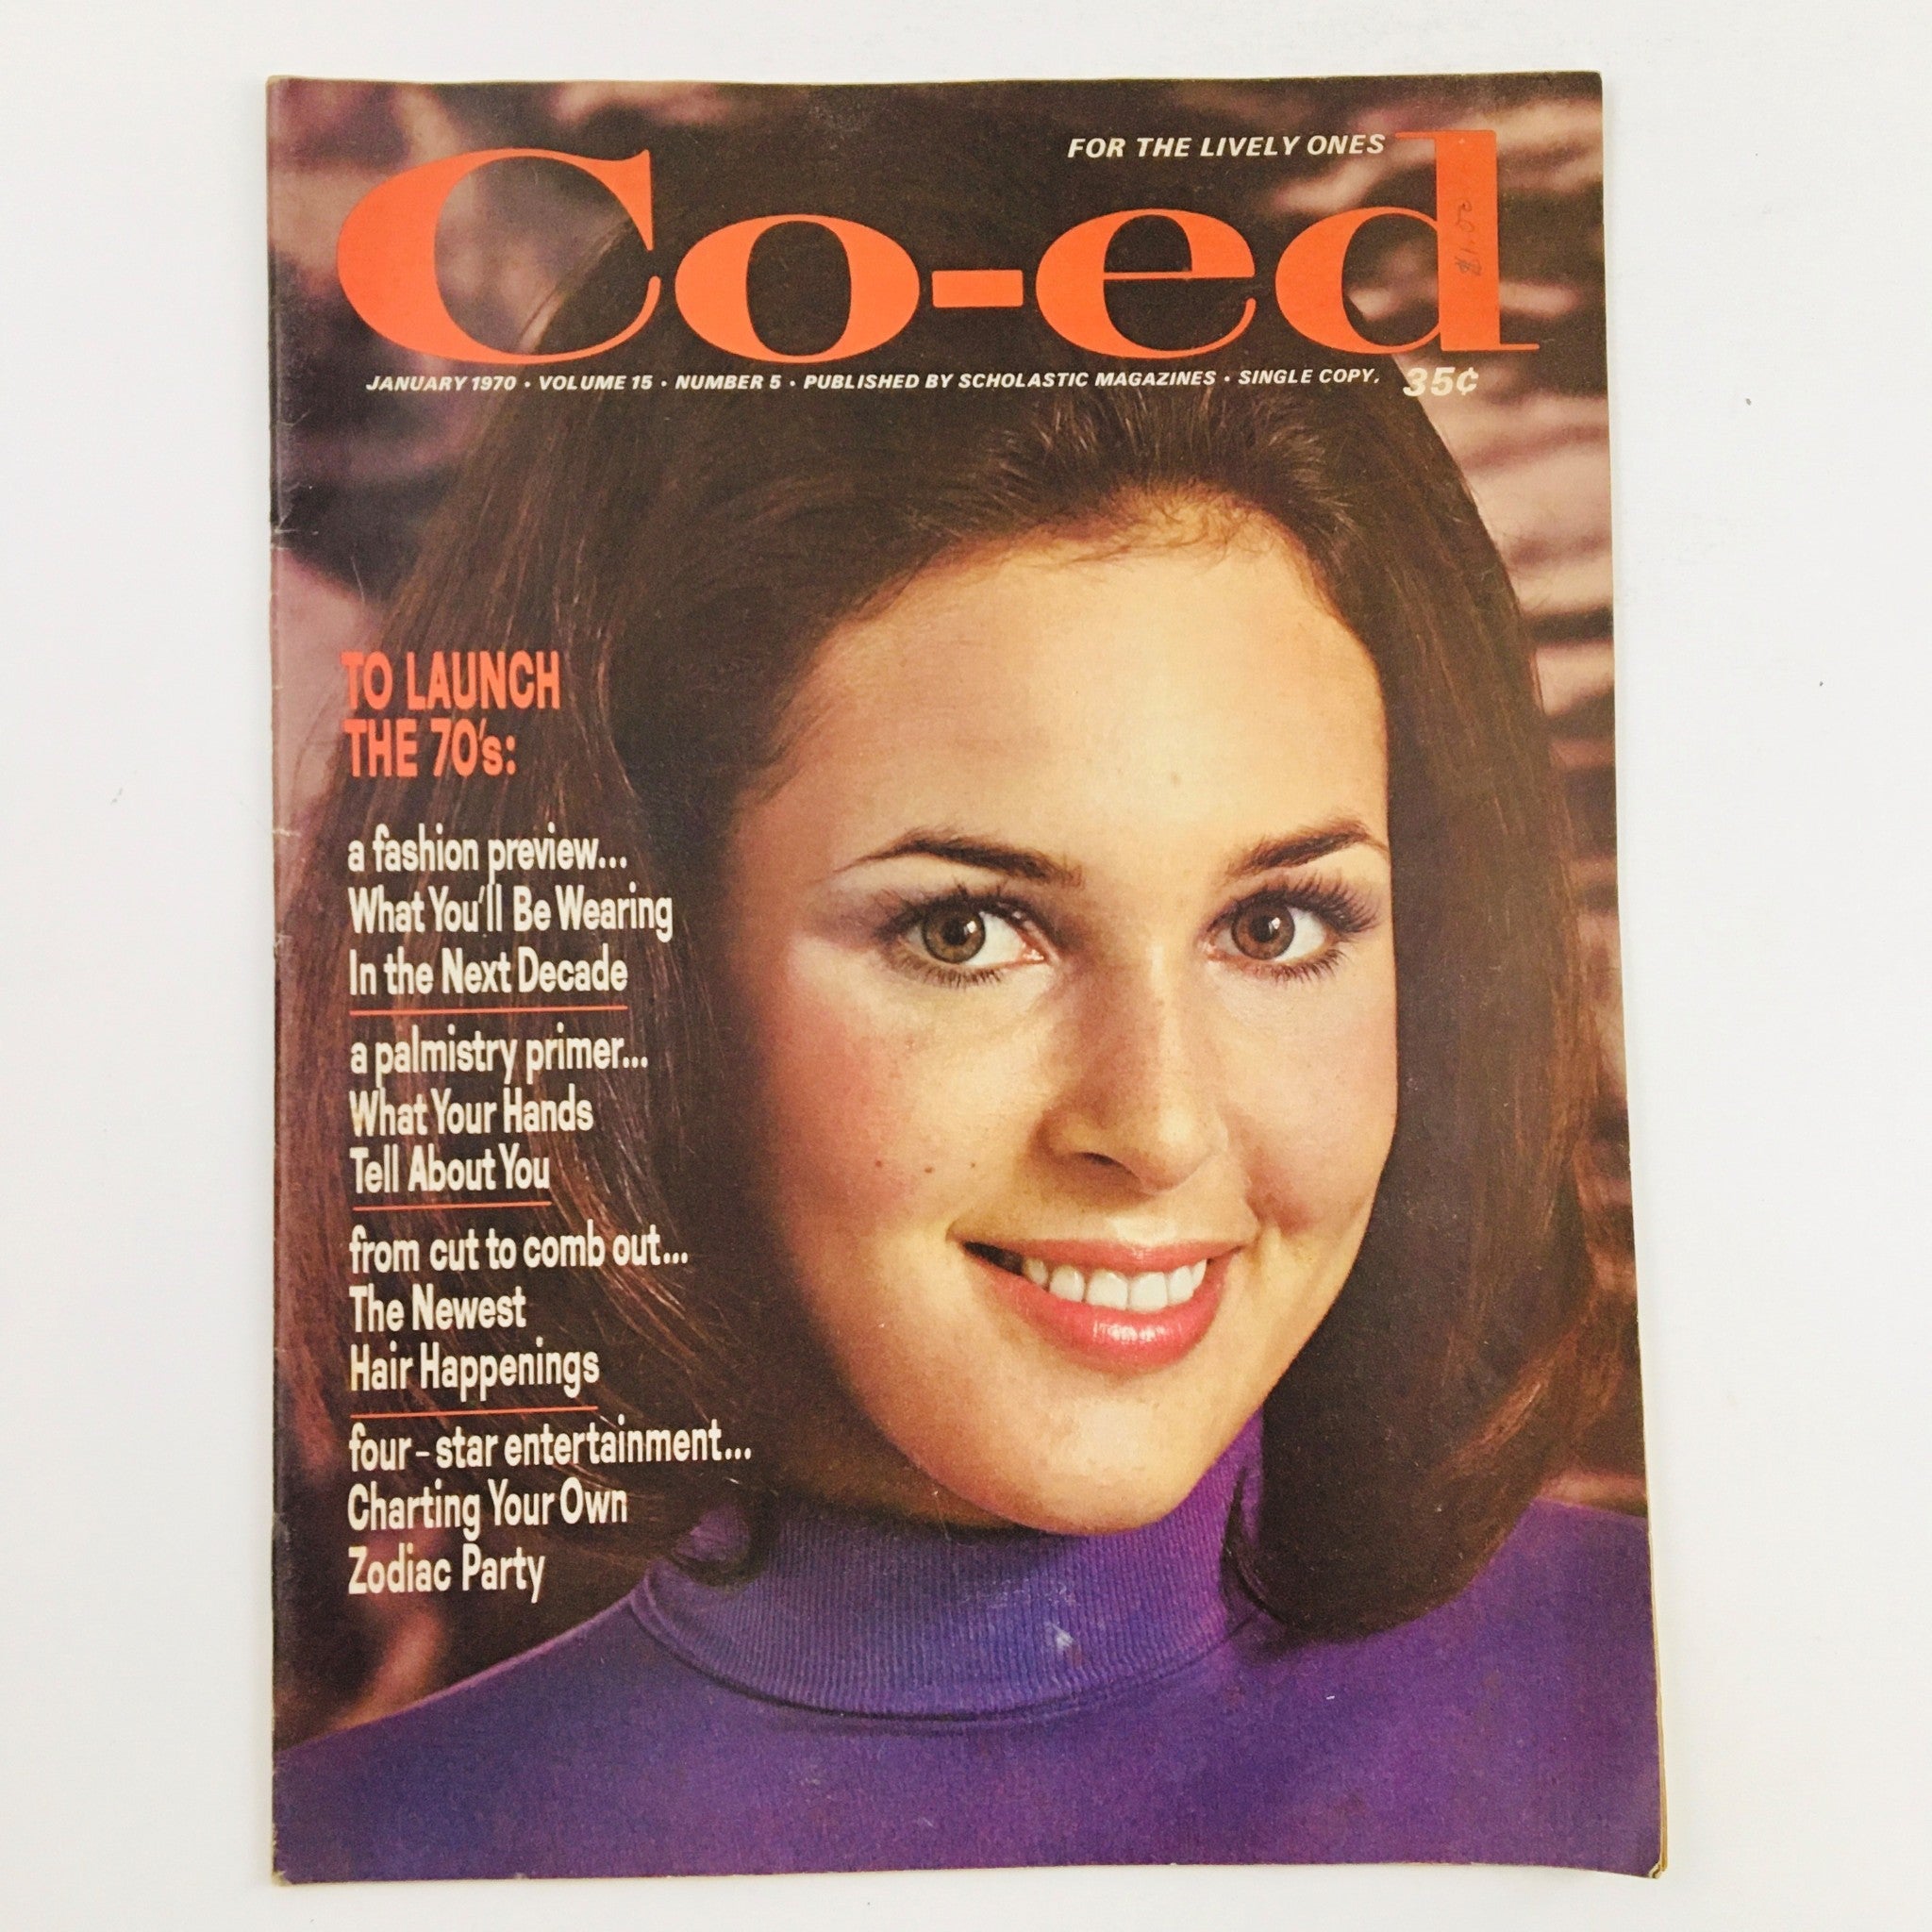 FOR THE LIVELY ONES
Co-ed
$1.00
JANUARY 1970 • VOLUME 15 • NUMBER 5 • PUBLISHED BY SCHOLASTIC MAGAZINES • SINGLE COPY. 35¢
TO LAUNCH
THE 70's:
a fashion preview...
What You'll Be Wearing
In the Next Decade
a palmistry primer...
What Your Hands
Tell About You
from cut to comb out...
The Newest
Hair Happenings
four-star entertainment...
Charting Your Own
Zodiac Party